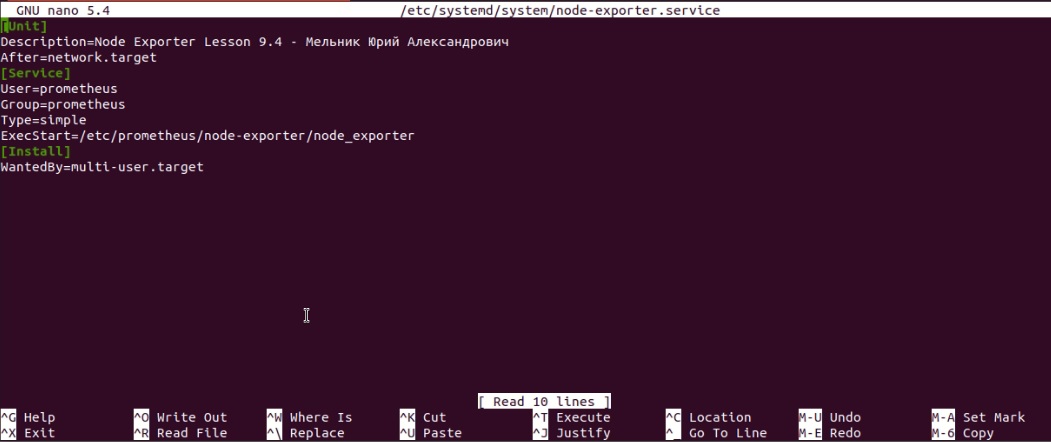 GNU nano 5.4 /etc/systemd/system/node-exporter.service
[Unit]
Description=Node Exporter Lesson 9.4 - Мельник Юрий Александрович
After=network.target
[Service]
User=prometheus
Group=prometheus
Type=simple
ExecStart=/etc/prometheus/node-exporter/node_exporter
[Install]
WantedBy=multi-user.target
[ Read 10 lines ]
^G Help ^O Write Out ^W Where Is ^K Cut ^T Execute ^C Location M-U Undo M-A Set Mark
^X Exit ^R Read File ^\ Replace ^U Paste ^J Justify ^_ Go To Line M-E Redo M-6 Copy